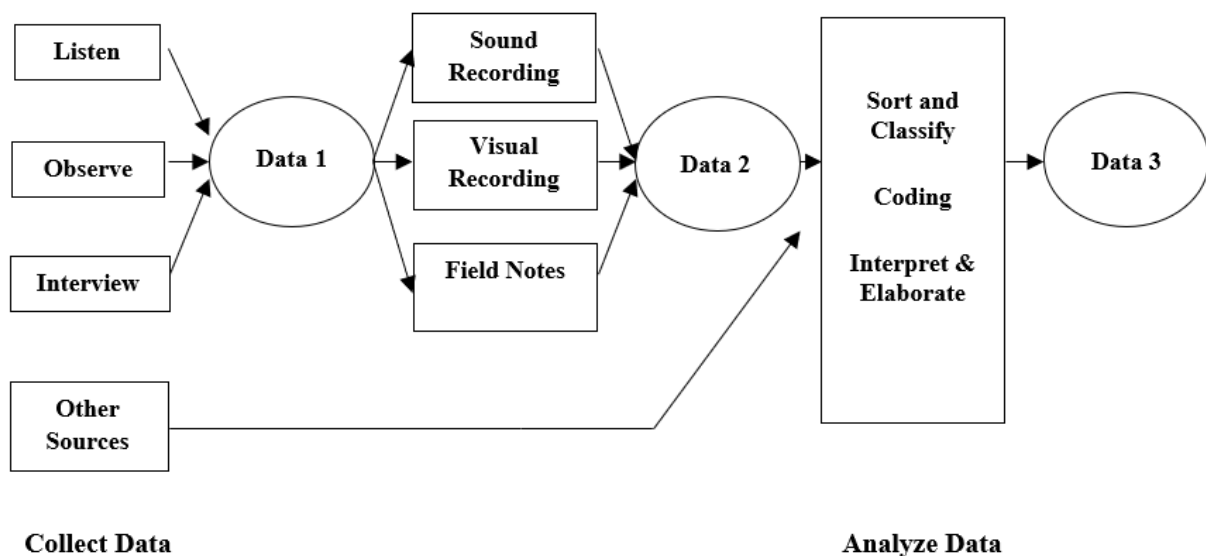 Listen
Observe
Interview
Other
Sources
Data 1
Sound
Recording
Visual
Recording
Field Notes
Data 2
Sort and
Classify
Coding
Interpret &
Elaborate
Data 3
Collect Data
Analyze Data